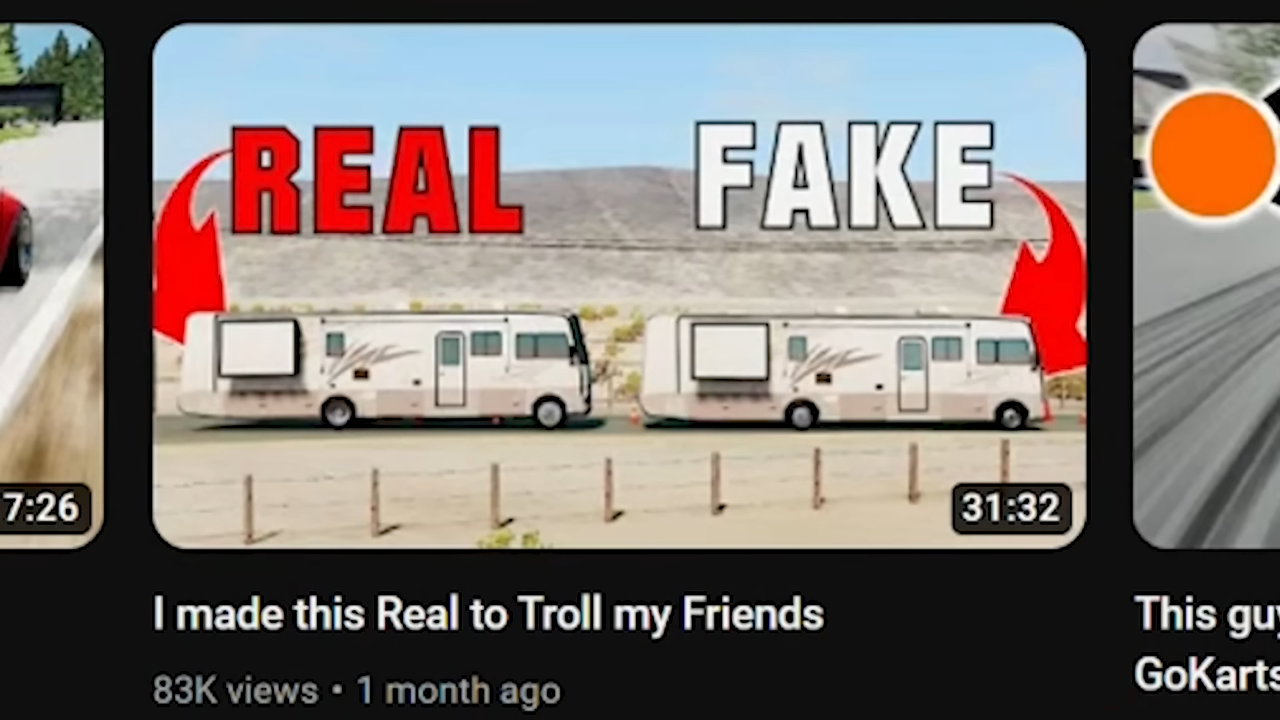 REAL FAKE
7:26
31:32
I made this Real to Troll my Friends
This guy
GoKarts
83K views • 1 month ago